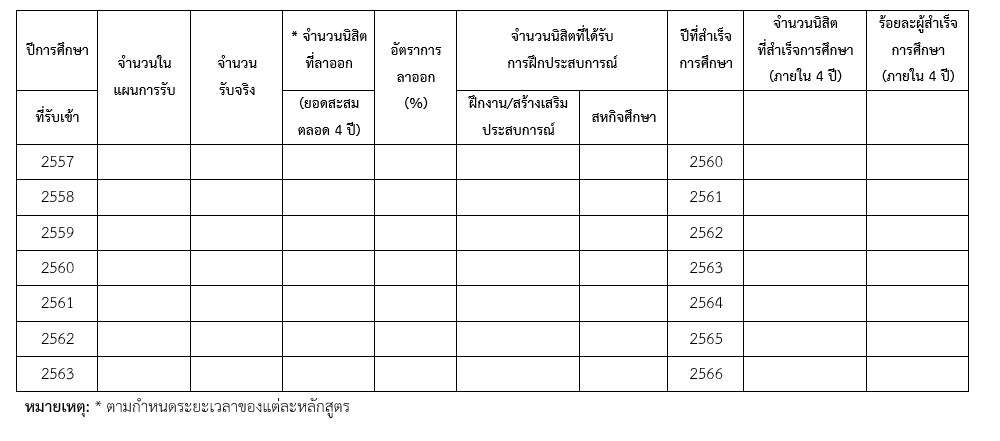 ปีการศึกษา
ที่รับเข้า
จำนวนใน
แผนการรับ
จำนวน
รับจริง
* จำนวนนิสิต
ที่ลาออก
(ยอดสะสม
ตลอด 4 ปี)
อัตราการ
ลาออก
(%)
จำนวนนิสิตที่ได้รับ
การฝึกประสบการณ์
ฝึกงาน/สร้างเสริม
ประสบการณ์
สหกิจศึกษา
ปีที่สำเร็จ
การศึกษา
จำนวนนิสิต
ที่สำเร็จการศึกษา
(ภายใน 4 ปี)
ร้อยละผู้สำเร็จ
การศึกษา
(ภายใน 4 ปี)
2557 2560
2558 2561
2559 2562
2560 2563
2561 2564
2562 2565
2563 2566
หมายเหตุ: * ตามกำหนดระยะเวลาของแต่ละหลักสูตร